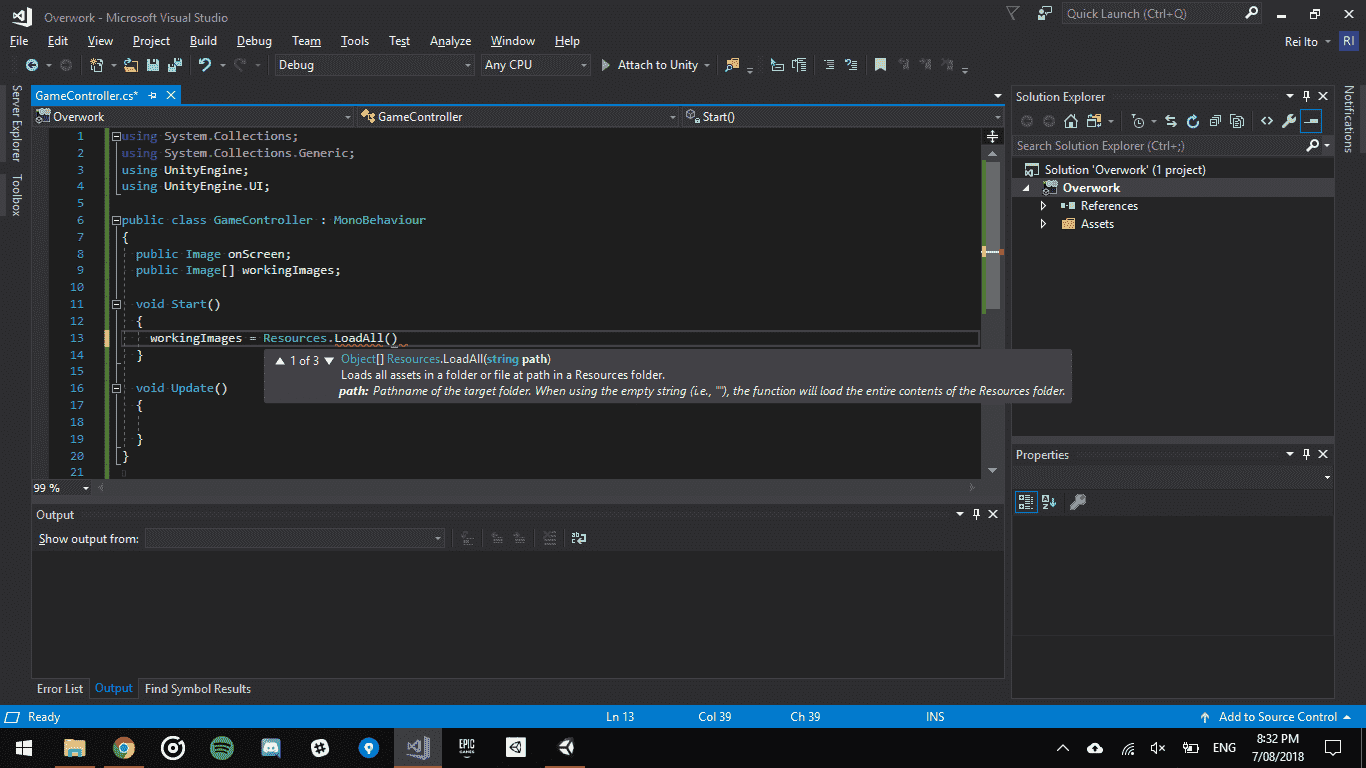 Overwork - Microsoft Visual Studio
Quick Launch (Ctrl+Q)
File Edit View Project Build Debug Team Tools Test Analyze Window Help
Rei Ito
RI
Debug
Any CPU
Attach to Unity
Server Explorer
Toolbox
GameController.cs*
Overwork
GameController
Start()
1 using System.Collections;
2 using System.Collections.Generic;
3 using UnityEngine;
4 using UnityEngine.UI;
5
6 public class GameController : MonoBehaviour
7 {
8 public Image onScreen;
9 public Image[] workingImages;
10
11 void Start()
12 {
13 workingImages = Resources.LoadAll()
14 }
15
16 void Update()
17 {
18
19 }
20 }
21
▲ 1 of 3 ▼ Object[] Resources.LoadAll(string path)
Loads all assets in a folder or file at path in a Resources folder.
path: Pathname of the target folder. When using the empty string (i.e., ""), the function will load the entire contents of the Resources folder.
99 %
Output
Show output from:
Error List
Output
Find Symbol Results
Solution Explorer
Search Solution Explorer (Ctrl+;)
Solution 'Overwork' (1 project)
Overwork
References
Assets
Properties
Notifications
Ready
Ln 13
Col 39
Ch 39
INS
Add to Source Control
EPIC
GAMES
ENG
8:32 PM
7/08/2018